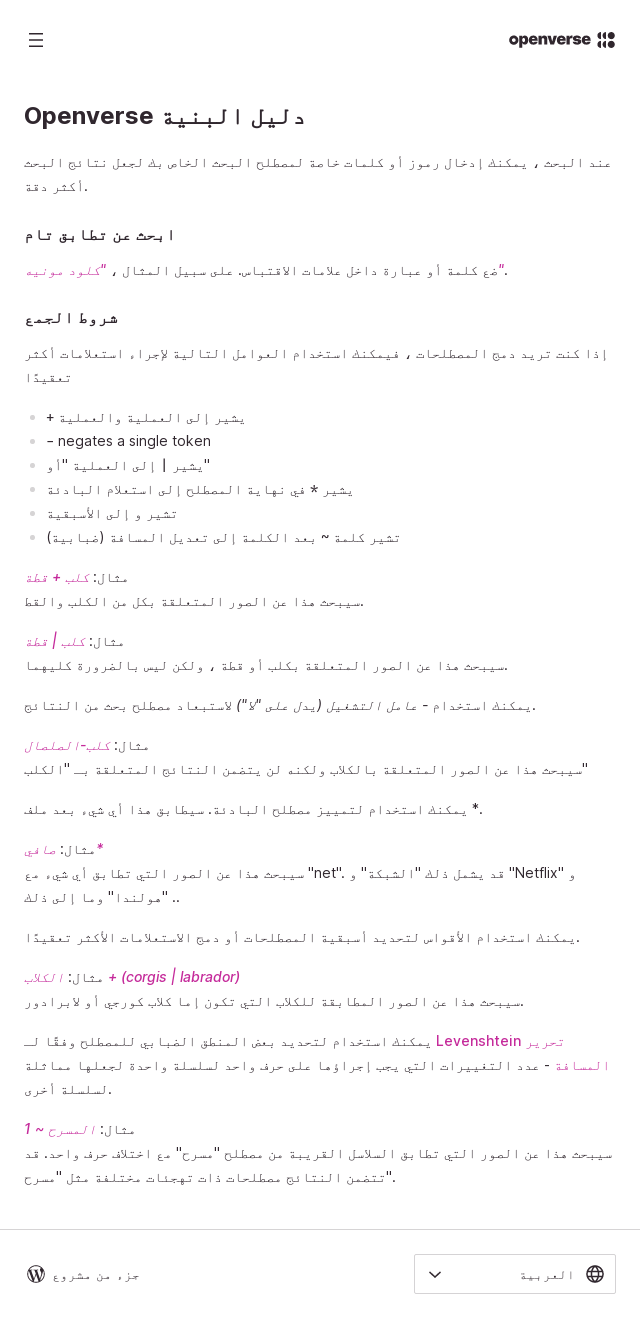 openverse
دليل البنية Openverse
عند البحث ، يمكنك إدخال رموز أو كلمات خاصة لمصطلح البحث الخاص بك لجعل نتائج البحث
أكثر دقة.
ابحث عن تطابق تام
ضع كلمة أو عبارة داخل علامات الاقتباس. على سبيل المثال ، "كلود مونيه".
شروط الجمع
إذا كنت تريد دمج المصطلحات ، فيمكنك استخدام العوامل التالية لإجراء استعلامات أكثر
تعقيدًا
+ يشير إلى العملية والعملية
− negates a single token
يشير | إلى العملية "أو"
يشير * في نهاية المصطلح إلى استعلام البادئة
تشير و إلى الأسبقية
تشير كلمة ~ بعد الكلمة إلى تعديل المسافة (ضبابية)
مثال: كلب + قطة
سيبحث هذا عن الصور المتعلقة بكل من الكلب والقط.
مثال: كلب | قطة
سيبحث هذا عن الصور المتعلقة بكلب أو قطة ، ولكن ليس بالضرورة كليهما.
يمكنك استخدام - عامل التشغيل (يدل على "لا") لاستبعاد مصطلح بحث من النتائج.
مثال: كلب-الصلصال
سيبحث هذا عن الصور المتعلقة بالكلاب ولكنه لن يتضمن النتائج المتعلقة بـ "الكلب"
يمكنك استخدام لتمييز مصطلح البادئة. سيطابق هذا أي شيء بعد ملف *.
مثال: صافي*
سيبحث هذا عن الصور التي تطابق أي شيء مع "net". قد يشمل ذلك "الشبكة" و "Netflix" و
"هولندا" وما إلى ذلك ..
يمكنك استخدام الأقواس لتحديد أسبقية المصطلحات أو دمج الاستعلامات الأكثر تعقيدًا.
مثال: الكلاب + (corgis | labrador)
سيبحث هذا عن الصور المطابقة للكلاب التي تكون إما كلاب كورجي أو لابرادور.
يمكنك استخدام لتحديد بعض المنطق الضبابي للمصطلح وفقًا لـ Levenshtein تحرير
المسافة - عدد التغييرات التي يجب إجراؤها على حرف واحد لسلسلة واحدة لجعلها مماثلة
لسلسلة أخرى.
مثال: المسرح ~ 1
سيبحث هذا عن الصور التي تطابق السلاسل القريبة من مصطلح "مسرح" مع اختلاف حرف واحد. قد
تتضمن النتائج مصطلحات ذات تهجئات مختلفة مثل "مسرح".
جزء من مشروع
العربية